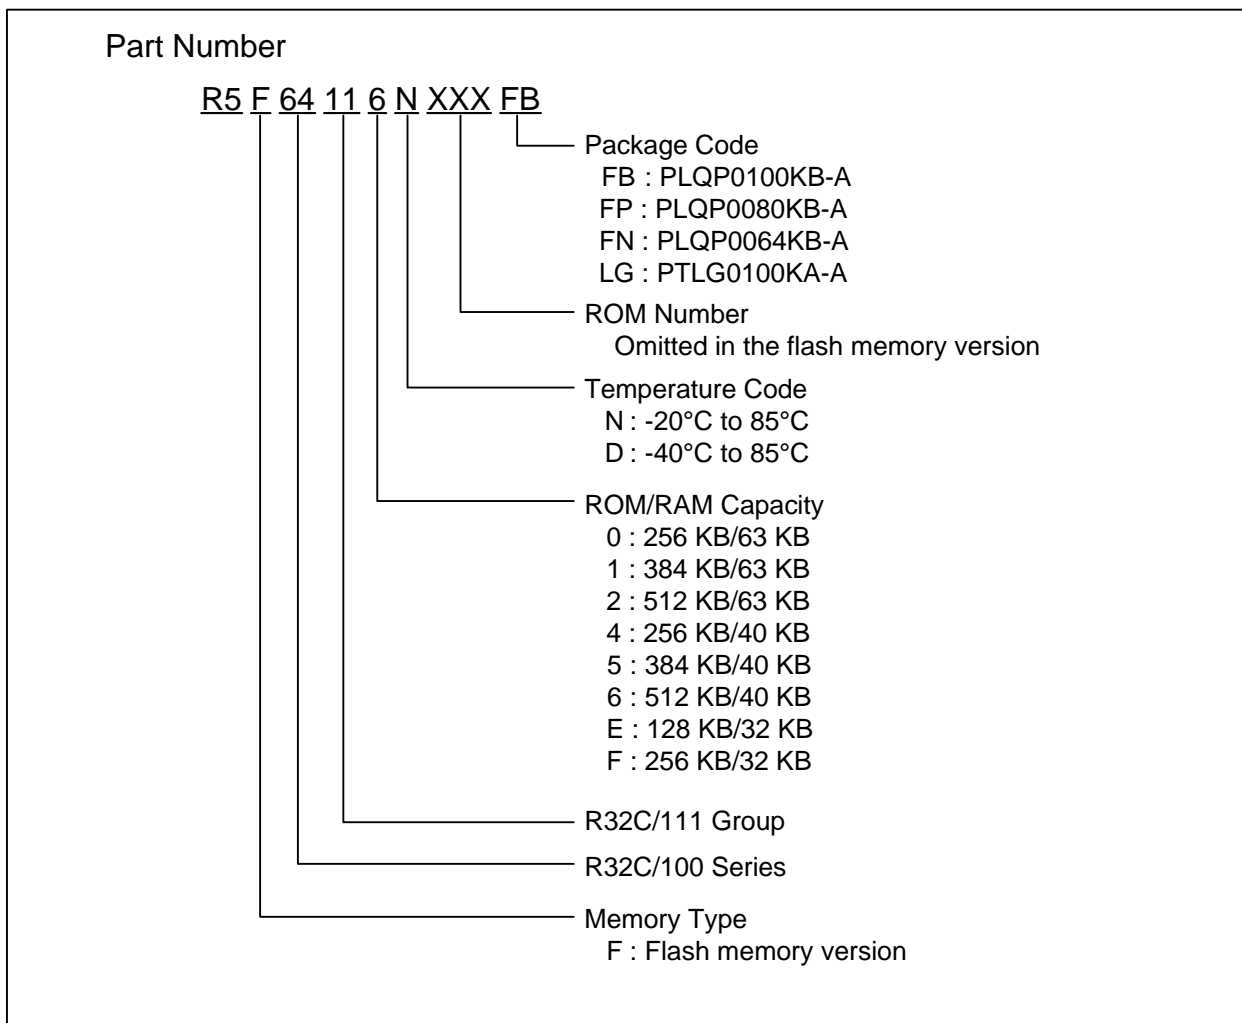 Part Number
R5 F 64 11 6 N XXX FB
Package Code
FB : PLQP0100KB-A
FP : PLQP0080KB-A
FN : PLQP0064KB-A
LG : PTLG0100KA-A
ROM Number
Omitted in the flash memory version
Temperature Code
N : -20°C to 85°C
D : -40°C to 85°C
ROM/RAM Capacity
0 : 256 KB/63 KB
1 : 384 KB/63 KB
2 : 512 KB/63 KB
4 : 256 KB/40 KB
5 : 384 KB/40 KB
6 : 512 KB/40 KB
E : 128 KB/32 KB
F : 256 KB/32 KB
R32C/111 Group
R32C/100 Series
Memory Type
F : Flash memory version